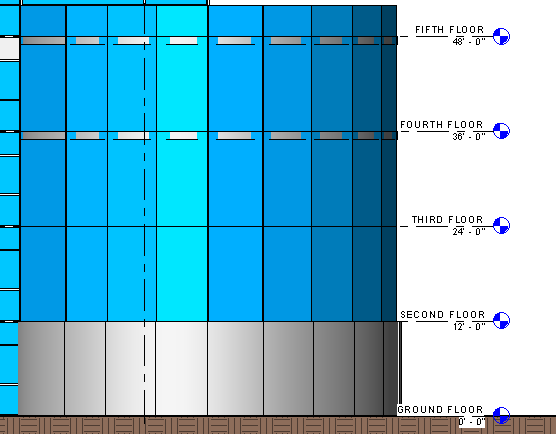 FIFTH FLOOR
48' - 0"
FOURTH FLOOR
36' - 0"
THIRD FLOOR
24' - 0"
SECOND FLOOR
12' - 0"
GROUND FLOOR
0' - 0"